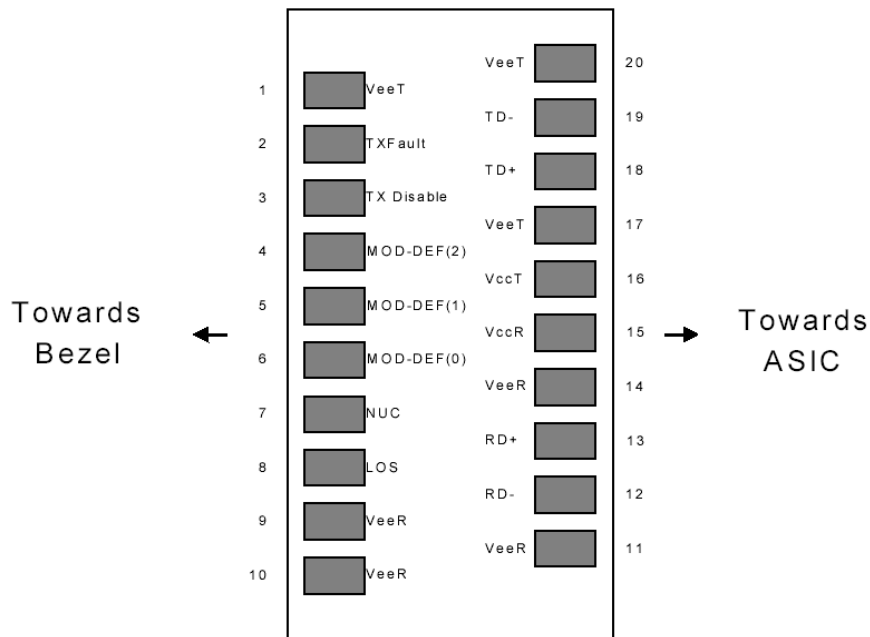 VeeT 20
1 VeeT
TD- 19
2 TXFault
TD+ 18
3 TX Disable
VeeT 17
4 MOD-DEF(2)
VccT 16
5 MOD-DEF(1)
Towards
Bezel
VccR 15
Towards
ASIC
6 MOD-DEF(0)
VeeR 14
7 NUC
RD+ 13
8 LOS
RD- 12
9 VeeR
VeeR 11
10 VeeR